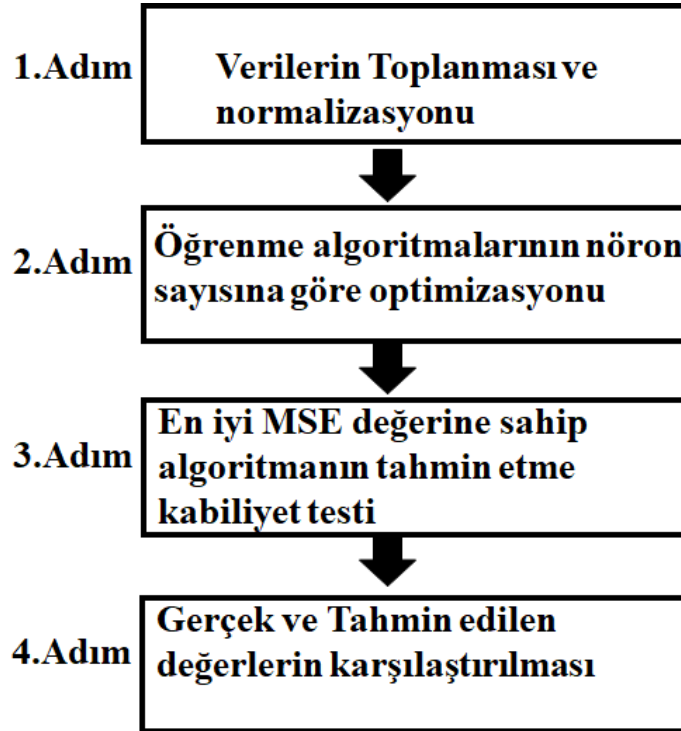 1.Adım
Verilerin Toplanması ve
normalizasyonu
2.Adım
Öğrenme algoritmalarının nöron
sayısına göre optimizasyonu
3.Adım
En iyi MSE değerine sahip
algoritmanın tahmin etme
kabiliyet testi
4.Adım
Gerçek ve Tahmin edilen
değerlerin karşılaştırılması